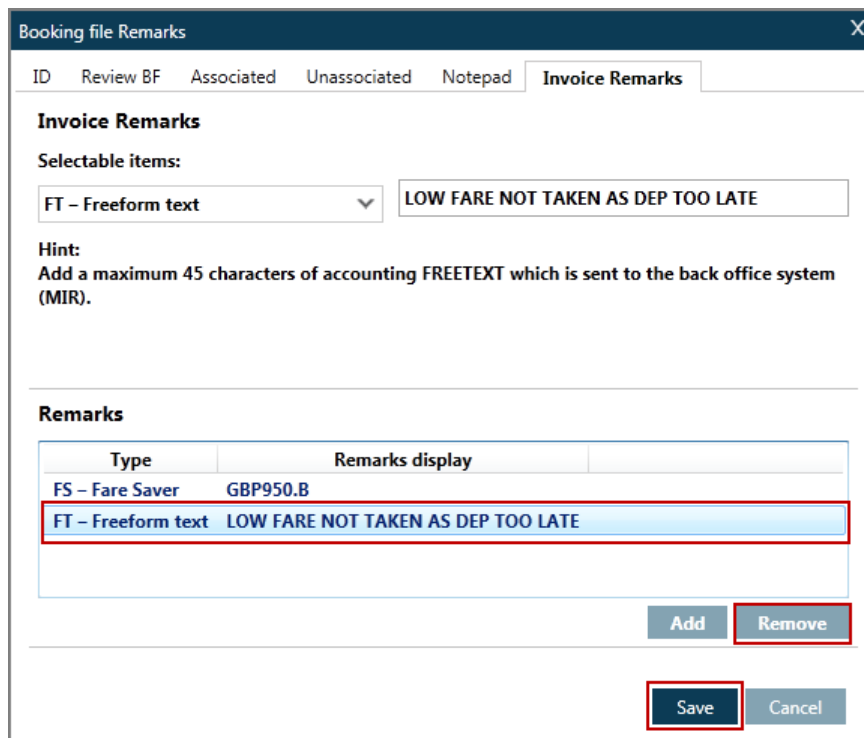 Booking file Remarks X
ID Review BF Associated Unassociated Notepad Invoice Remarks
Invoice Remarks
Selectable items:
FT – Freeform text LOW FARE NOT TAKEN AS DEP TOO LATE
Hint:
Add a maximum 45 characters of accounting FREETEXT which is sent to the back office system
(MIR).
Remarks
Type Remarks display
FS – Fare Saver GBP950.B
FT – Freeform text LOW FARE NOT TAKEN AS DEP TOO LATE
Add Remove
Save Cancel